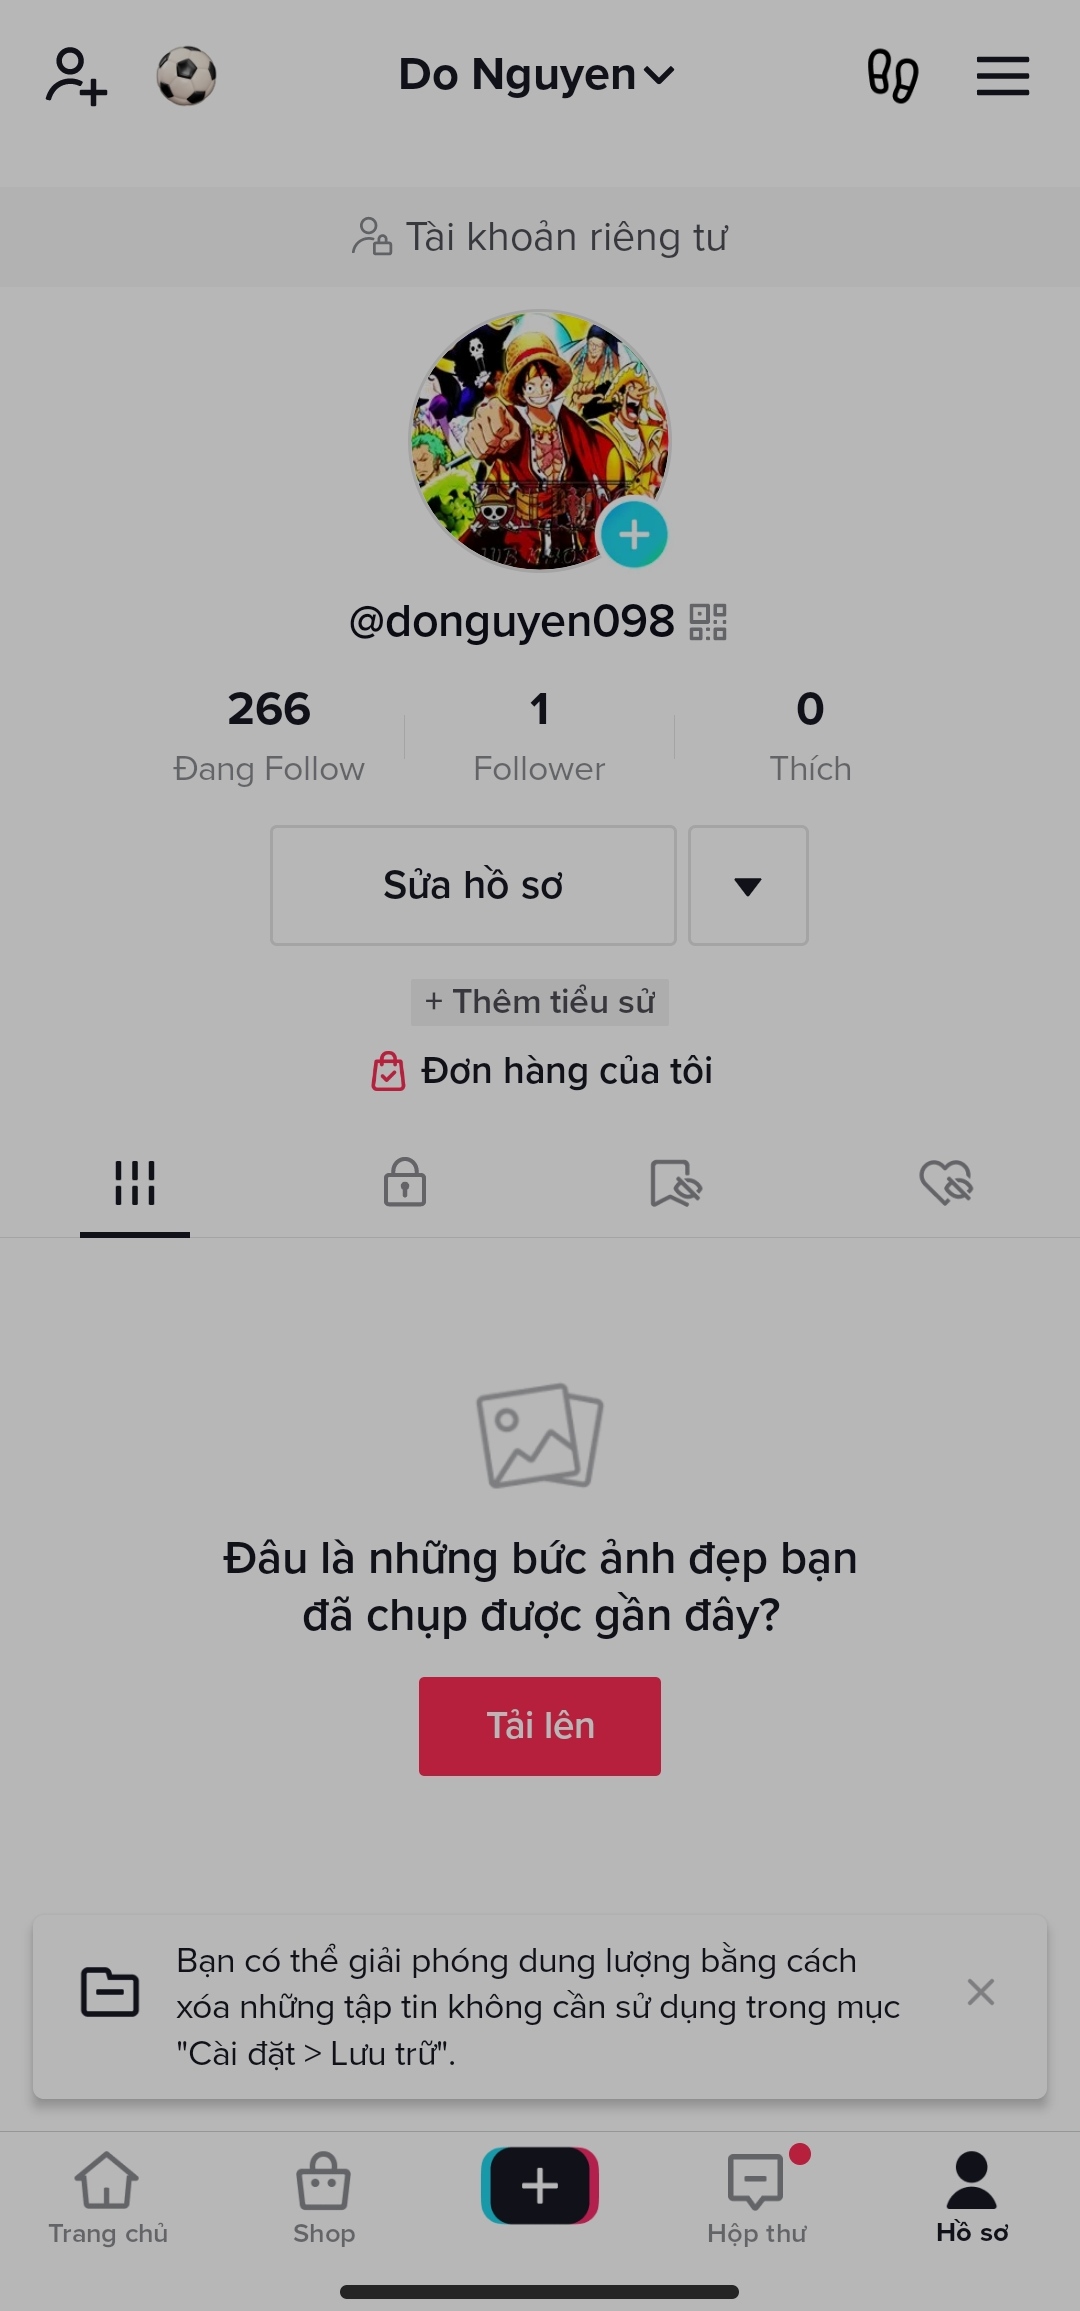 Do Nguyen
Tài khoản riêng tư
@donguyen098
266
Đang Follow
1
Follower
0
Thích
Sửa hồ sơ
+ Thêm tiểu sử
Đơn hàng của tôi
Đâu là những bức ảnh đẹp bạn
đã chụp được gần đây?
Tải lên
Bạn có thể giải phóng dung lượng bằng cách
xóa những tập tin không cần sử dụng trong mục
"Cài đặt > Lưu trữ".
Trang chủ
Shop
Hộp thư
Hồ sơ